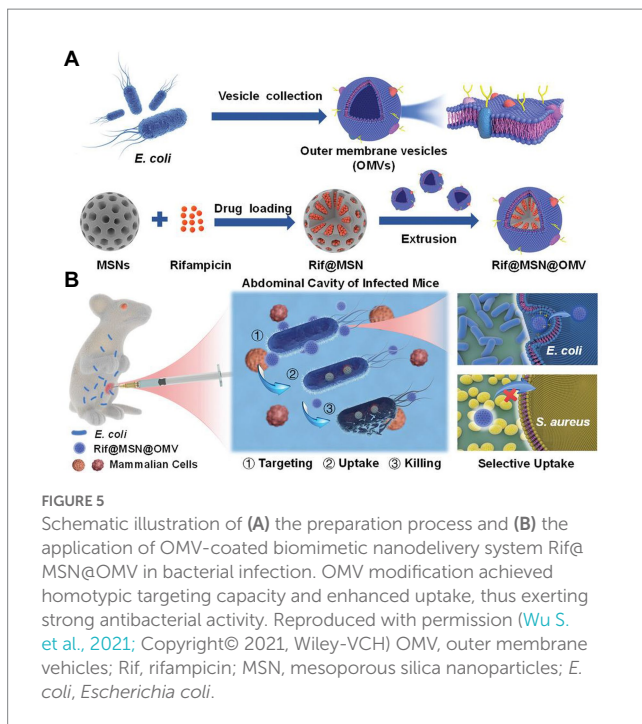 A
Vesicle collection
E. coli
Outer membrane vesicles
(OMVs)
Drug loading
MSNs
Rifampicin
Rif@MSN
Extrusion
Rif@MSN@OMV
B
Abdominal Cavity of Infected Mice
①
②
③
E. coli
S. aureus
E. coli
Rif@MSN@OMV
Mammalian Cells
① Targeting ② Uptake ③ Killing
Selective Uptake
FIGURE 5
Schematic illustration of (A) the preparation process and (B) the
application of OMV-coated biomimetic nanodelivery system Rif@
MSN@OMV in bacterial infection. OMV modification achieved
homotypic targeting capacity and enhanced uptake, thus exerting
strong antibacterial activity. Reproduced with permission (Wu S.
et al., 2021; Copyright© 2021, Wiley-VCH) OMV, outer membrane
vehicles; Rif, rifampicin; MSN, mesoporous silica nanoparticles; E.
coli, Escherichia coli.